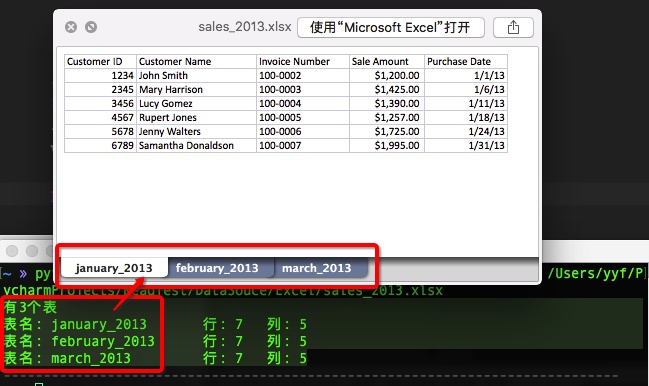 sales_2013.xlsx 使用“Microsoft Excel”打开
Customer ID Customer Name Invoice Number Sale Amount Purchase Date
1234 John Smith 100-0002 $1,200.00 1/1/13
2345 Mary Harrison 100-0003 $1,425.00 1/6/13
3456 Lucy Gomez 100-0004 $1,390.00 1/11/13
4567 Rupert Jones 100-0005 $1,257.00 1/18/13
5678 Jenny Walters 100-0006 $1,725.00 1/24/13
6789 Samantha Donaldson 100-0007 $1,995.00 1/31/13
january_2013 february_2013 march_2013
~ » py /Users/yyf/P
ycharmProjects/ /Excel/sales_2013.xlsx
有3个表
表名: january_2013 行: 7 列: 5
表名: february_2013 行: 7 列: 5
表名: march_2013 行: 7 列: 5